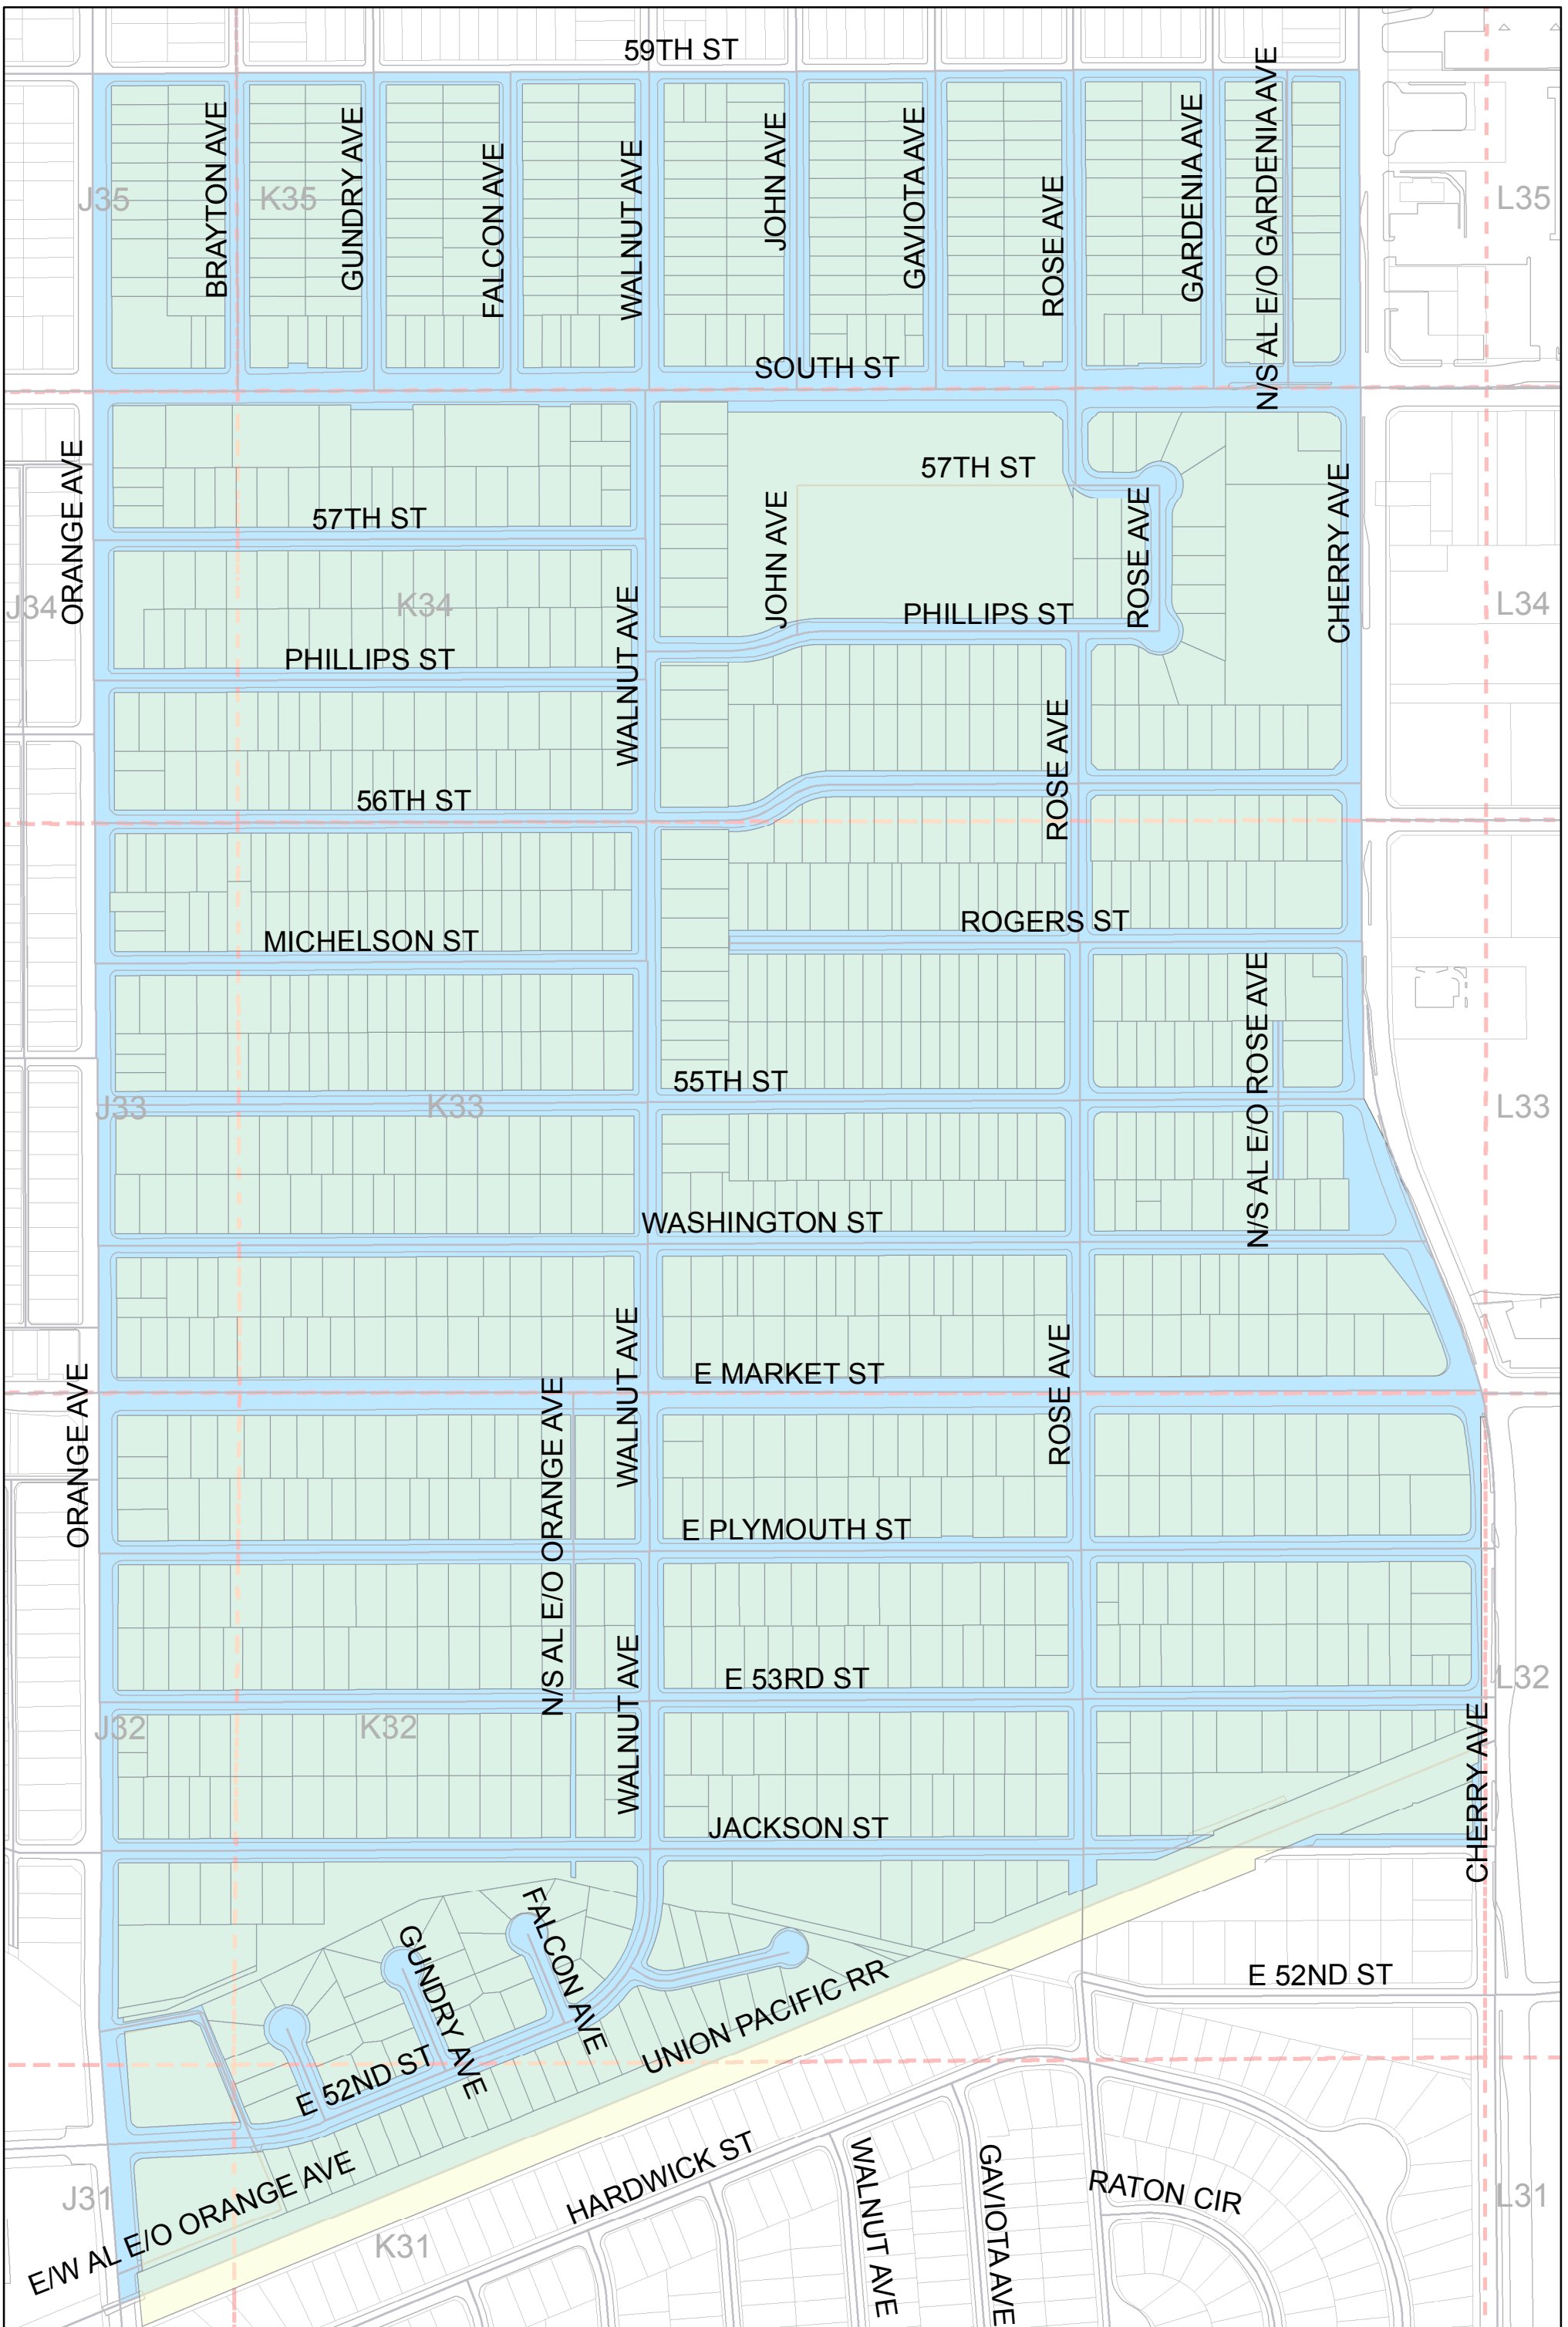 59TH ST
BRAYTON AVE
GUNDRY AVE
FALCON AVE
WALNUT AVE
JOHN AVE
GAVIOTA AVE
ROSE AVE
GARDENIA AVE
N/S AL E/O GARDENIA AVE
J35
K35
L35
SOUTH ST
ORANGE AVE
57TH ST
57TH ST
JOHN AVE
ROSE AVE
CHERRY AVE
J34
K34
L34
PHILLIPS ST
PHILLIPS ST
WALNUT AVE
ROSE AVE
56TH ST
MICHELSON ST
ROGERS ST
N/S AL E/O ROSE AVE
55TH ST
J33
K33
L33
WASHINGTON ST
WALNUT AVE
ROSE AVE
E MARKET ST
ORANGE AVE
N/S AL E/O ORANGE AVE
E PLYMOUTH ST
WALNUT AVE
E 53RD ST
J32
K32
L32
CHERRY AVE
JACKSON ST
FALCON AVE
GUNDRY AVE
E 52ND ST
E 52ND ST
UNION PACIFIC RR
E/W AL E/O ORANGE AVE
HARDWICK ST
WALNUT AVE
GAVIOTA AVE
RATON CIR
J31
K31
L31